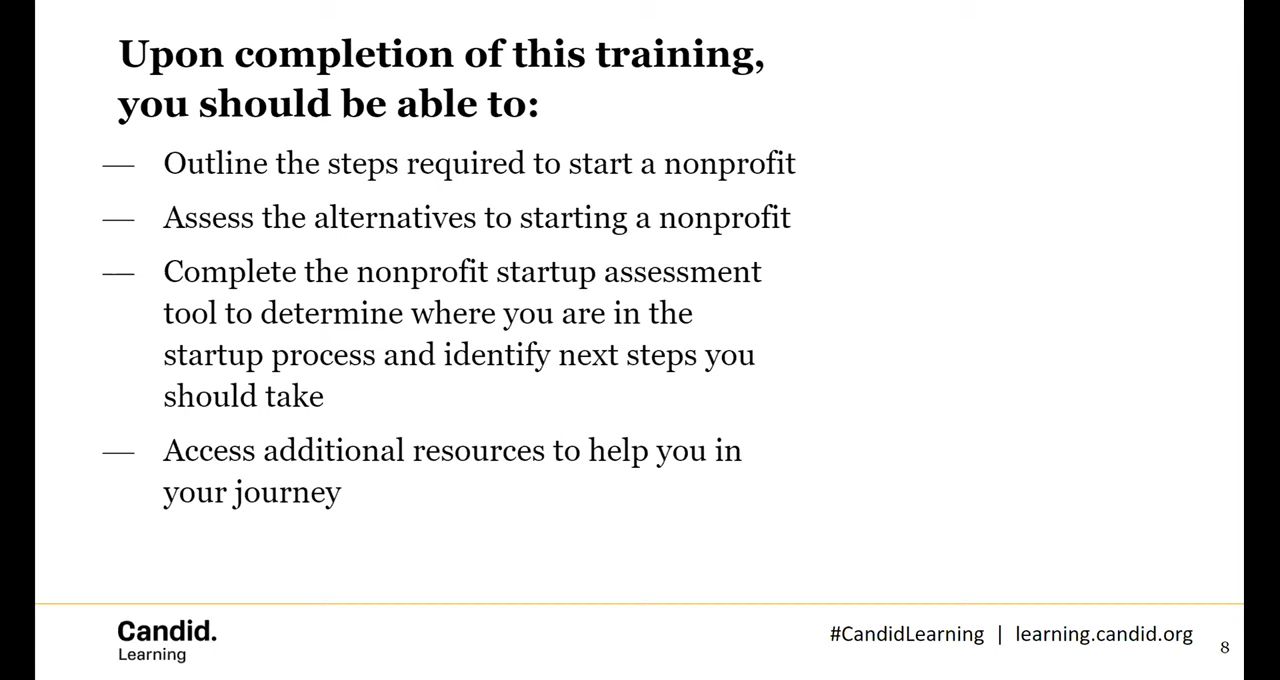 Upon completion of this training,
you should be able to:
— Outline the steps required to start a nonprofit
— Assess the alternatives to starting a nonprofit
— Complete the nonprofit startup assessment
tool to determine where you are in the
startup process and identify next steps you
should take
— Access additional resources to help you in
your journey
Candid.
Learning
#CandidLearning | learning.candid.org
8